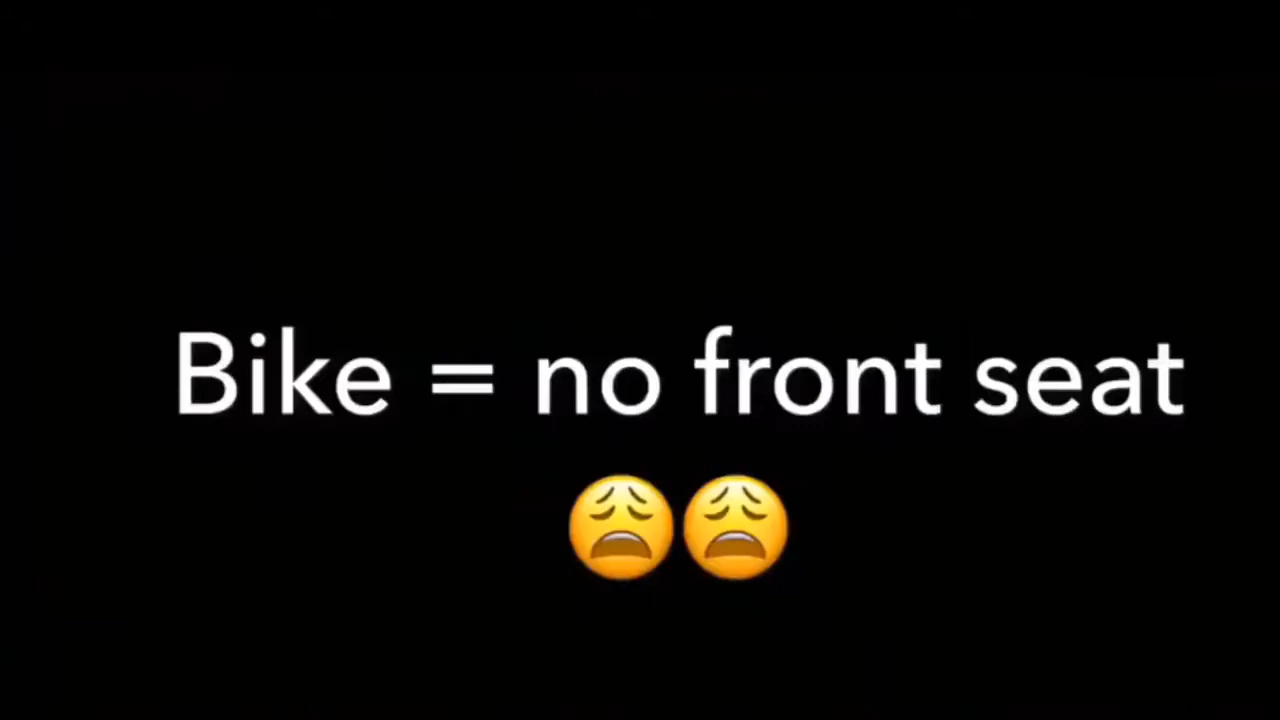 Bike = no front seat
😩😩